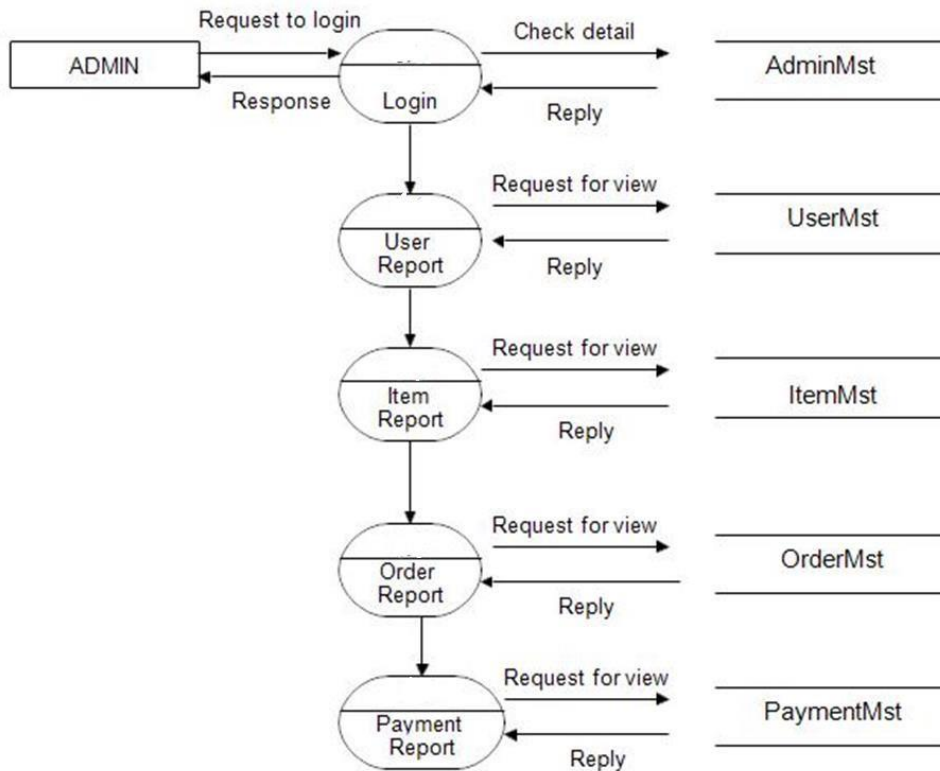 Request to login
Check detail
ADMIN
AdminMst
Response
Login
Reply
Request for view
UserMst
User
Report
Reply
Request for view
ItemMst
Item
Report
Reply
Request for view
OrderMst
Order
Report
Reply
Request for view
PaymentMst
Payment
Report
Reply